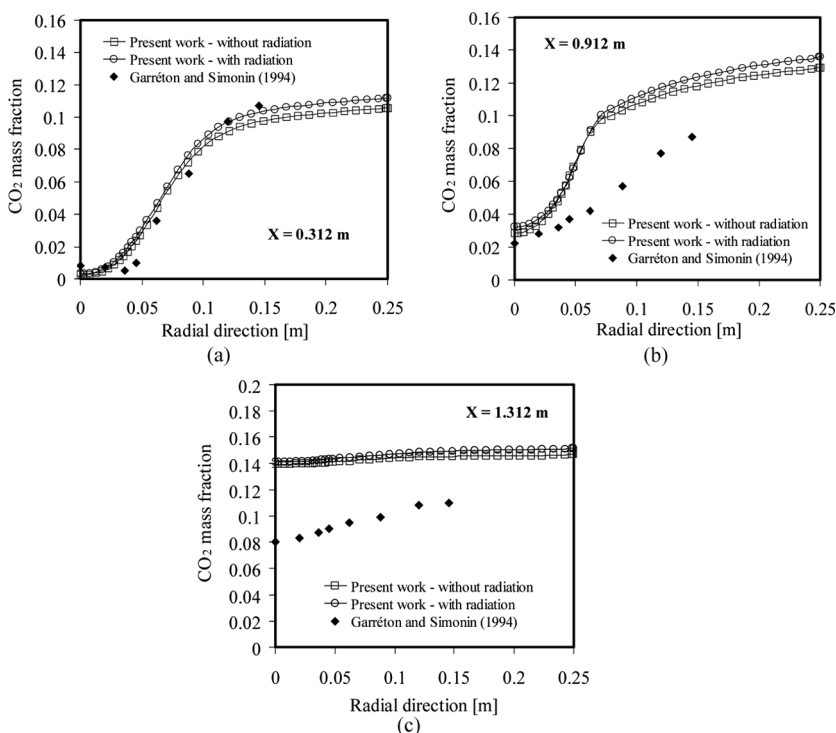 0.16
0.14
0.12
0.1
0.08
0.06
0.04
0.02
0
CO2 mass fraction
Present work - without radiation
Present work - with radiation
Garréton and Simonin (1994)
X = 0.312 m
0 0.05 0.1 0.15 0.2 0.25
Radial direction [m]
(a)
0.16
0.14
0.12
0.1
0.08
0.06
0.04
0.02
0
CO2 mass fraction
X = 0.912 m
Present work - without radiation
Present work - with radiation
Garréton and Simonin (1994)
0 0.05 0.1 0.15 0.2 0.25
Radial direction [m]
(b)
0.2
0.18
0.16
0.14
0.12
0.1
0.08
0.06
0.04
0.02
0
CO2 mass fraction
X = 1.312 m
Present work - without radiation
Present work - with radiation
Garréton and Simonin (1994)
0 0.05 0.1 0.15 0.2 0.25
Radial direction [m]
(c)